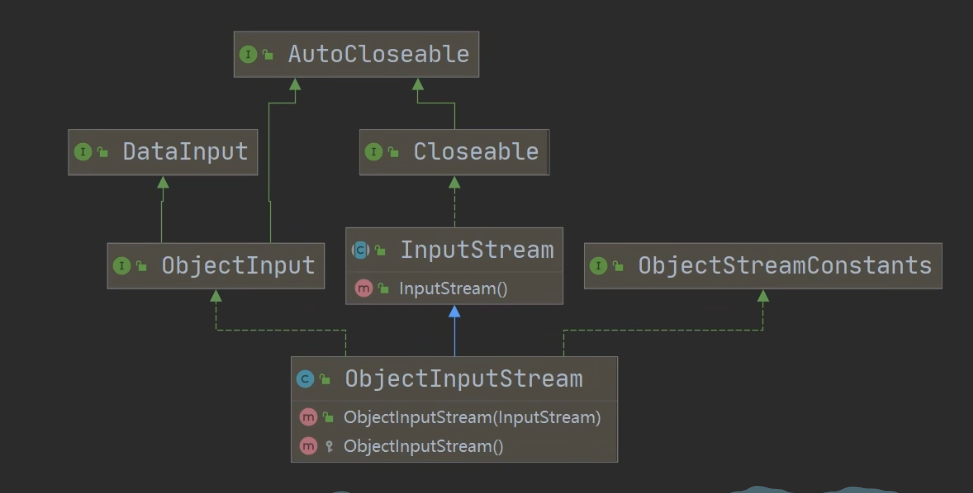 AutoCloseable
DataInput
Closeable
ObjectInput
InputStream
InputStream()
ObjectStreamConstants
ObjectInputStream
ObjectInputStream(InputStream)
ObjectInputStream()